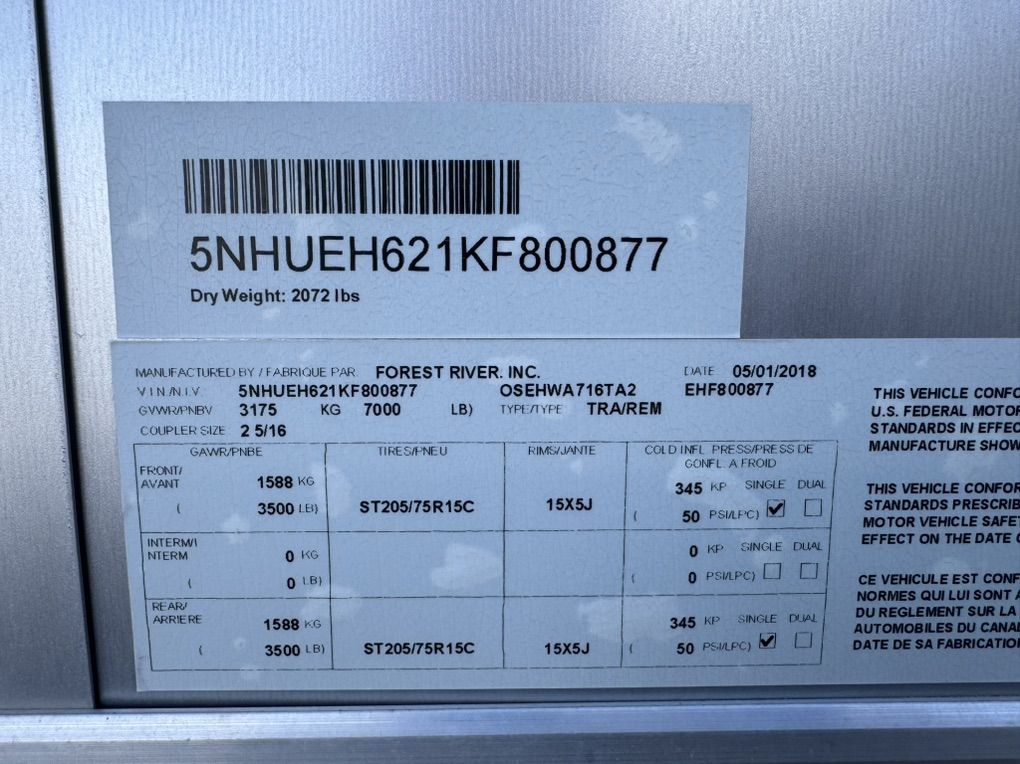 5NHUEH621KF800877
Dry Weight: 2072 lbs
MANUFACTURED BY / FABRIQUE PAR: FOREST RIVER. INC. DATE 05/01/2018
V I N /N.I.V. 5NHUEH621KF800877 OSEHWA716TA2 EHF800877
GVWR/PNBV 3175 KG 7000 LB) TYPE/TYPE TRA/REM
COUPLER SIZE 2 5/16
GAWR/PNBE TIRES/PNEU RIMS/JANTE COLD INFL PRESS/PRESS DE
GONFL. A FROID
FRONT/
AVANT 1588 KG 345 KP SINGLE DUAL
( 3500 LB) ST205/75R15C 15X5J ( 50 PSI/LPC)
INTERM/I
NTERM 0 KG 0 KP SINGLE DUAL
( 0 LB) ( 0 PSI/LPC)
REAR/
ARRIERE 1588 KG 345 KP SINGLE DUAL
( 3500 LB) ST205/75R15C 15X5J ( 50 PSI/LPC)
THIS VEHICLE CONFO
U.S. FEDERAL MOTOR
STANDARDS IN EFFEC
MANUFACTURE SHOW
THIS VEHICLE CONFOR
STANDARDS PRESCRIB
MOTOR VEHICLE SAFET
EFFECT ON THE DATE O
CE VEHICULE EST CONF
NORMES QUI LUI SONT A
DU REGLEMENT SUR LA
AUTOMOBILES DU CANAD
DATE DE SA FABRICATION